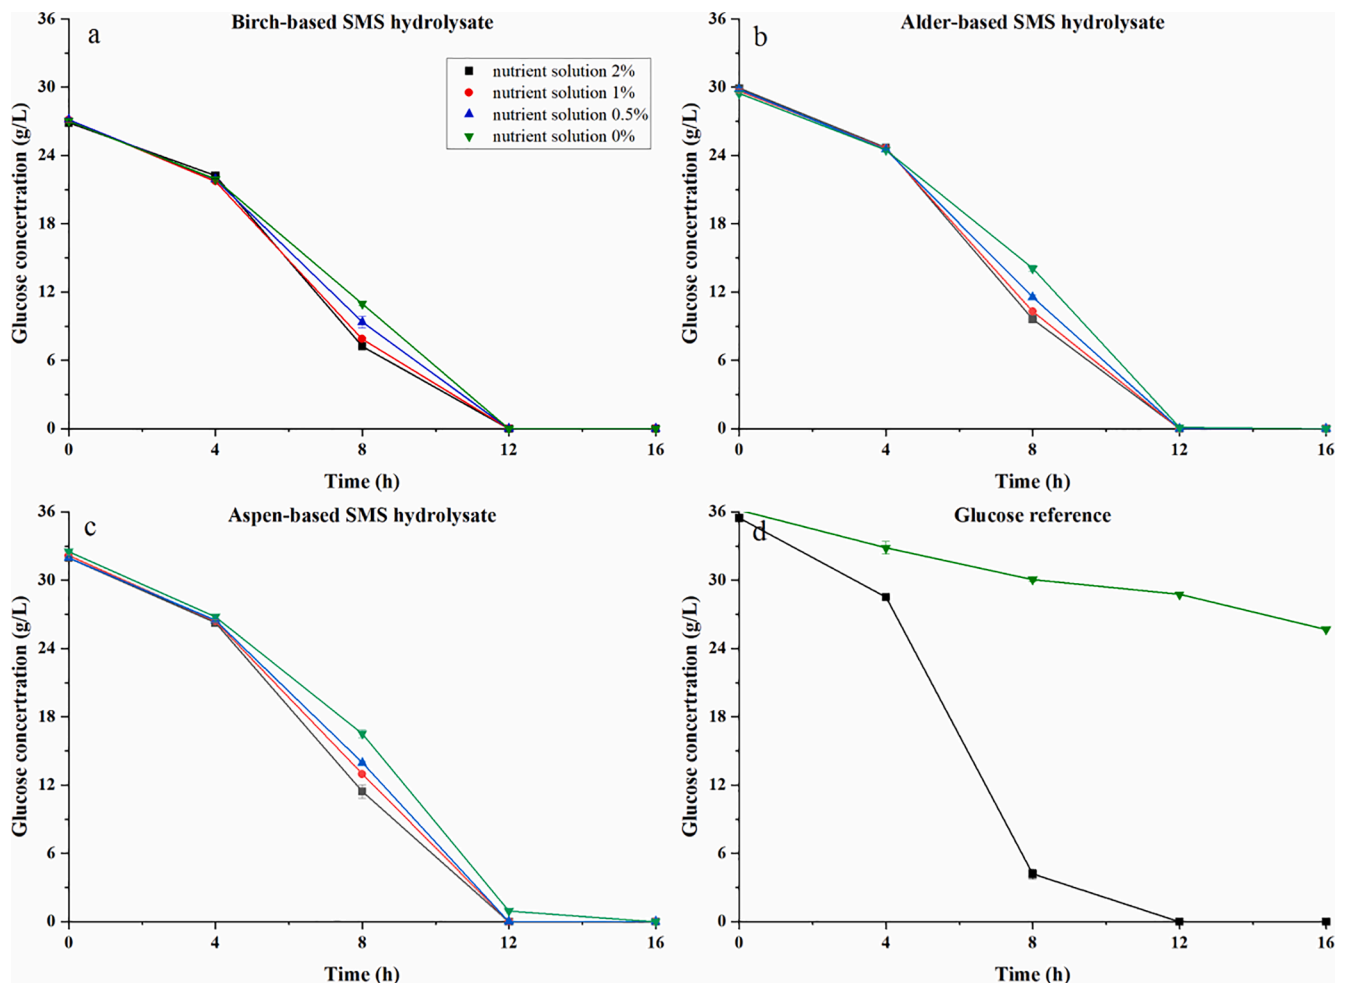 Birch-based SMS hydrolysate
a
nutrient solution 2%
nutrient solution 1%
nutrient solution 0.5%
nutrient solution 0%
Glucose concertration (g/L)
36
30
24
18
12
6
0
0 4 8 12 16
Time (h)
Alder-based SMS hydrolysate
b
Glucose concertration (g/L)
36
30
24
18
12
6
0
0 4 8 12 16
Time (h)
Aspen-based SMS hydrolysate
c
Glucose concertration (g/L)
36
30
24
18
12
6
0
0 4 8 12 16
Time (h)
Glucose reference
d
Glucose concertration (g/L)
36
30
24
18
12
6
0
0 4 8 12 16
Time (h)